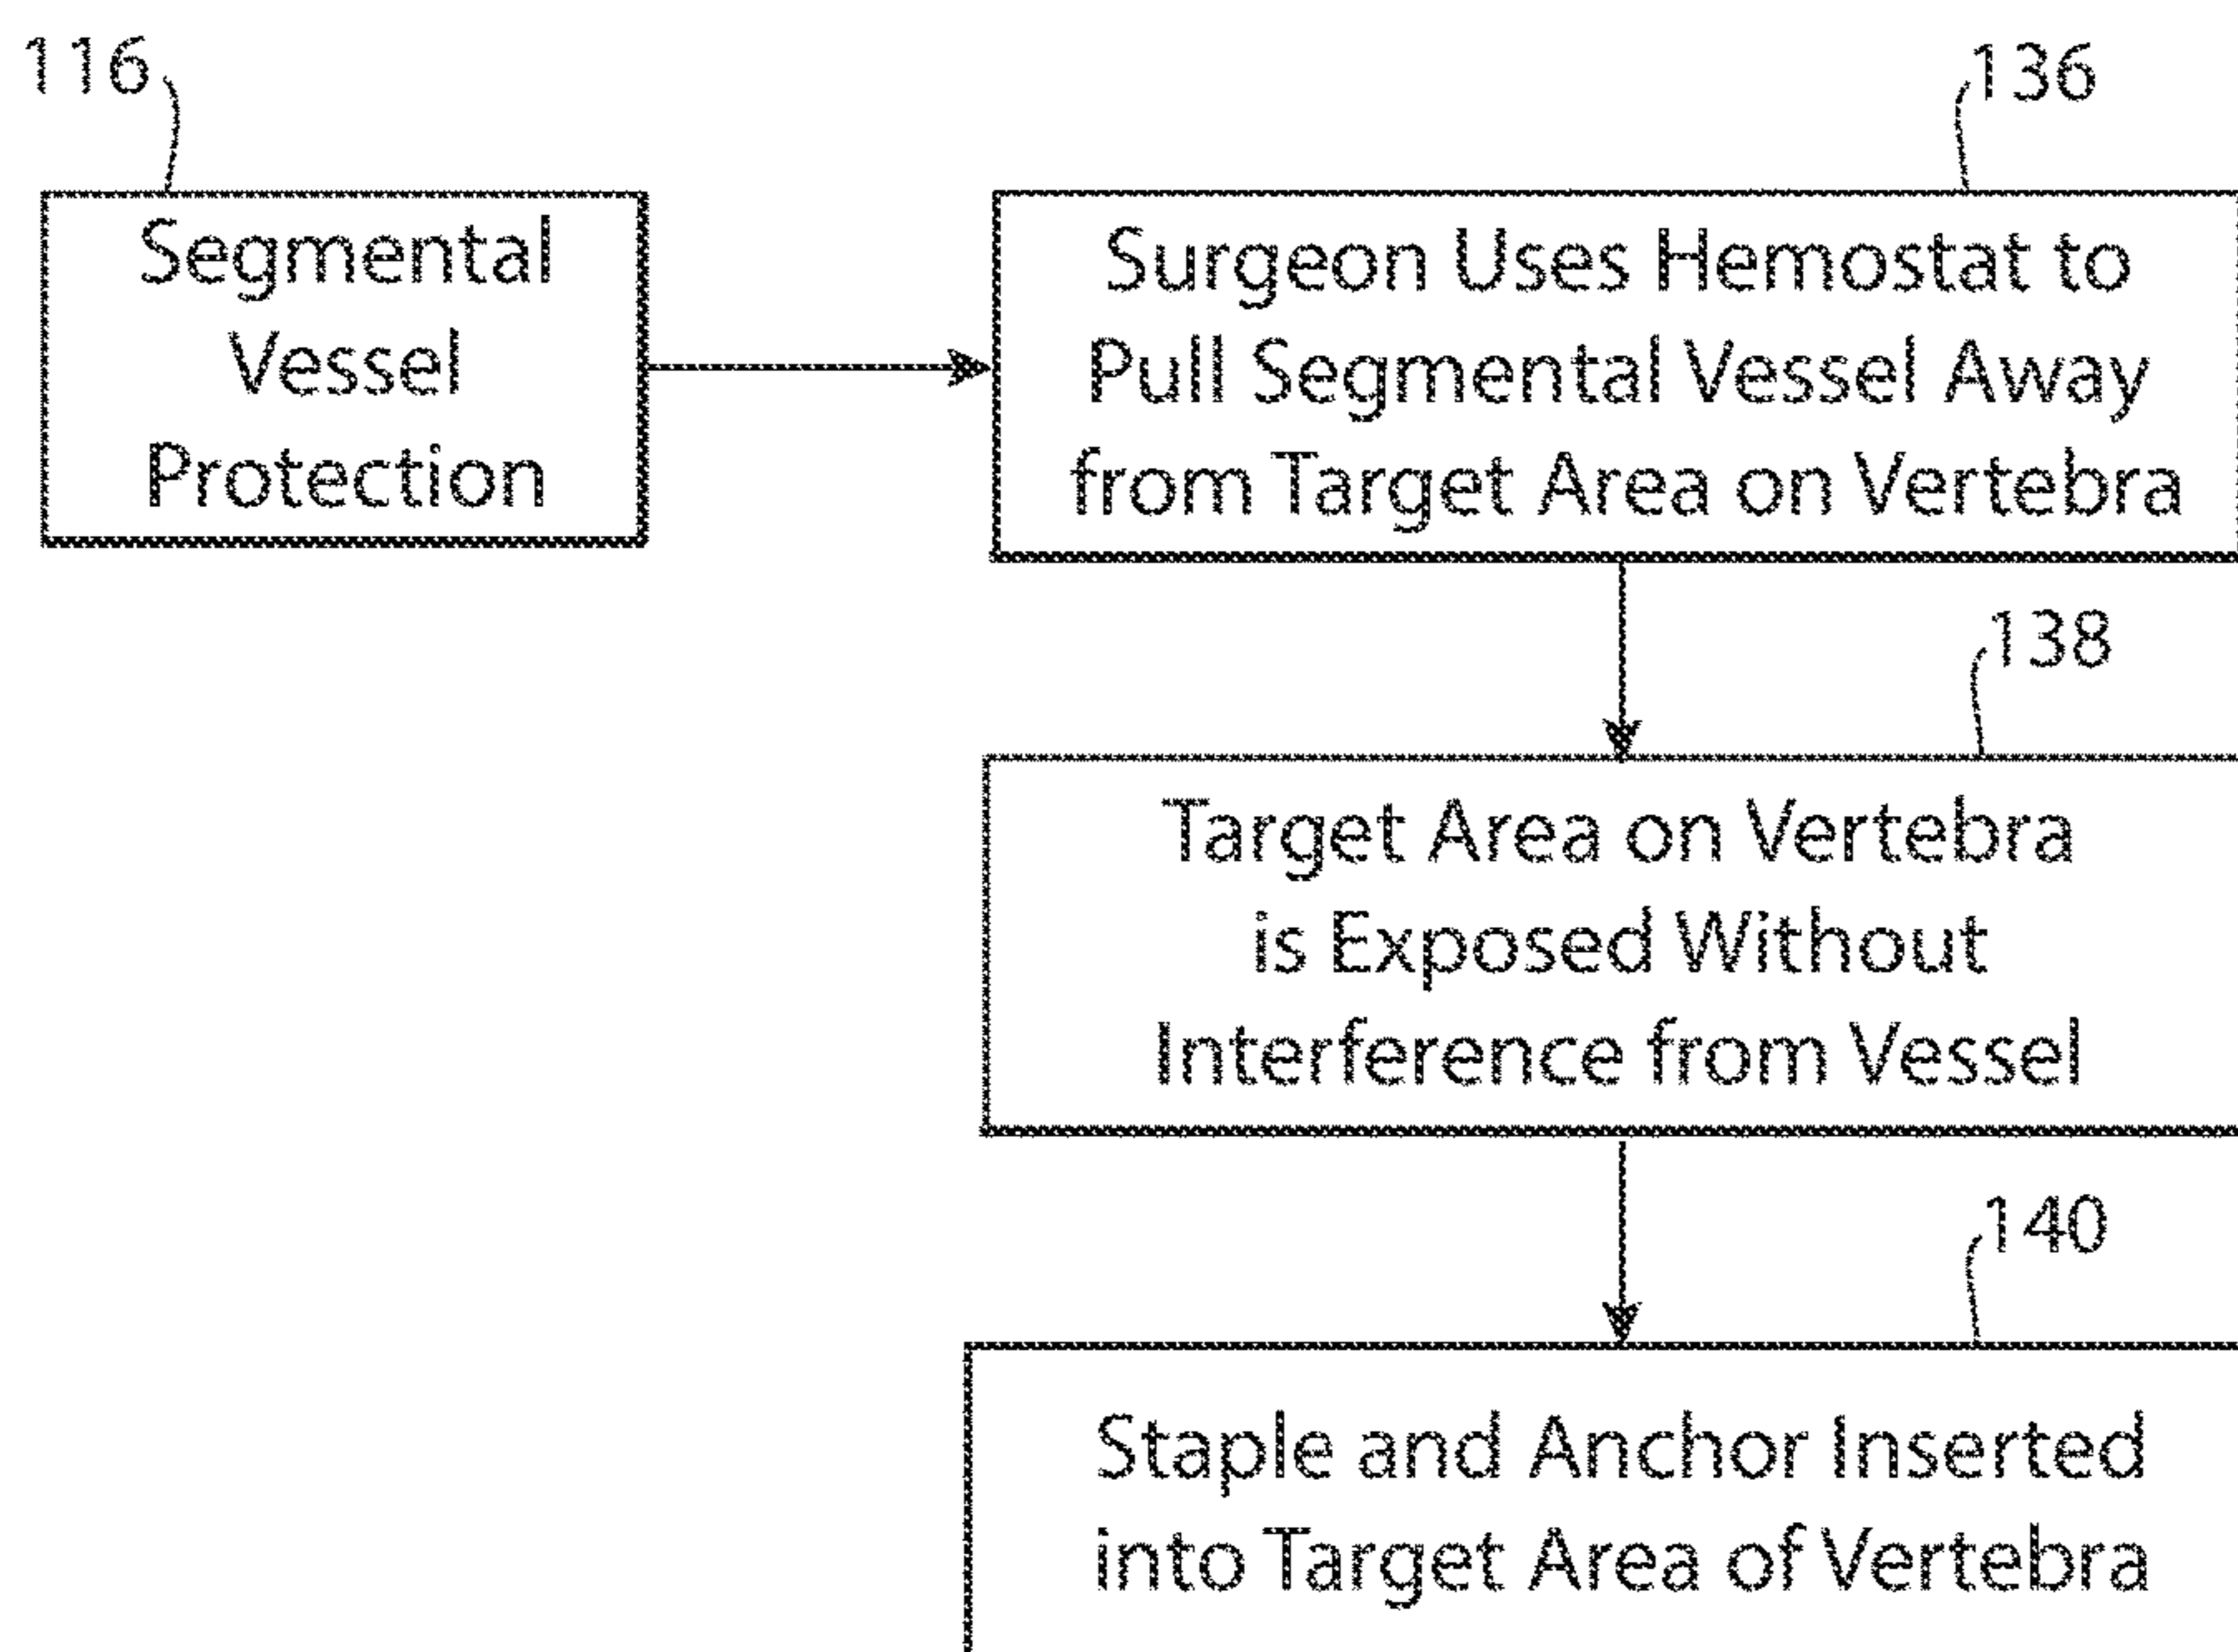 116
Segmental
Vessel
Protection
136
Surgeon Uses Hemostat to
Pull Segmental Vessel Away
from Target Area on Vertebra
138
Target Area on Vertebra
is Exposed Without
Interference from Vessel
140
Staple and Anchor Inserted
into Target Area of Vertebra